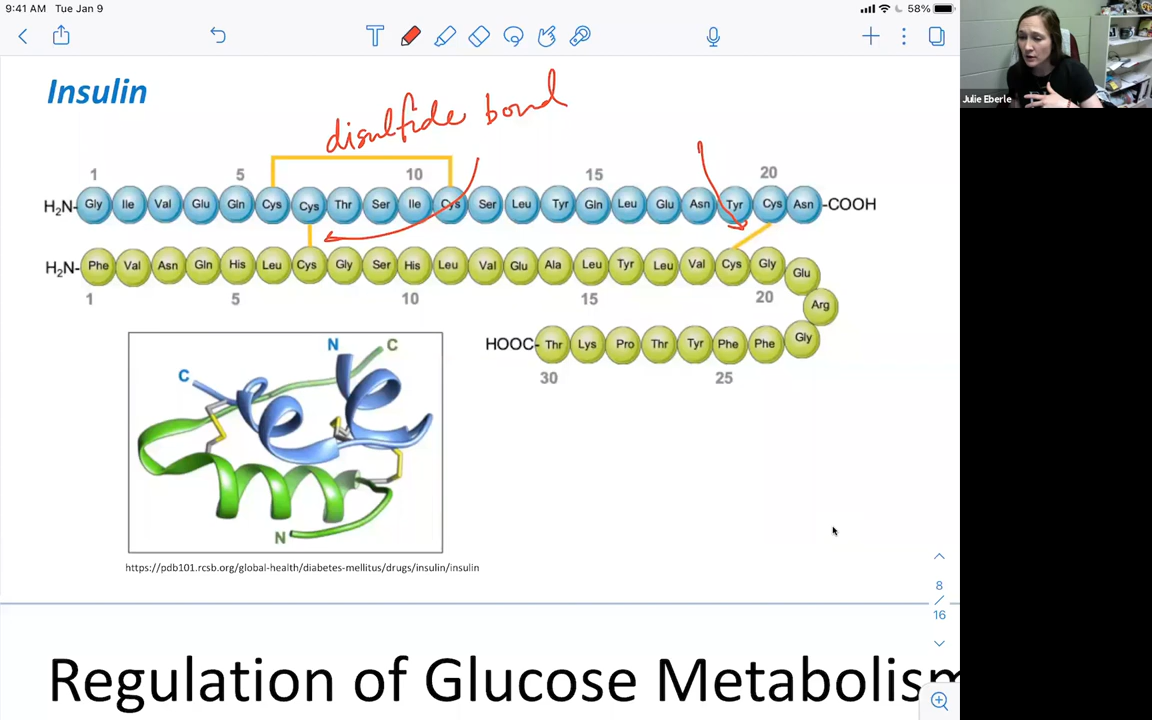 9:41 AM Tue Jan 9
58%
T
Julie Eberle
Insulin
disulfide bond
1 5 10 15 20
H₂N- Gly Ile Val Glu Gln Cys Cys Thr Ser Ile Cys Ser Leu Tyr Gln Leu Glu Asn Tyr Cys Asn -COOH
H₂N- Phe Val Asn Gln His Leu Cys Gly Ser His Leu Val Glu Ala Leu Tyr Leu Val Cys Gly Glu
1 5 10 15 20
Arg
HOOC- Thr Lys Pro Thr Tyr Phe Phe Gly
30 25
N C
C
N
https://pdb101.rcsb.org/global-health/diabetes-mellitus/drugs/insulin/insulin
8
/
16
Regulation of Glucose Metabolism